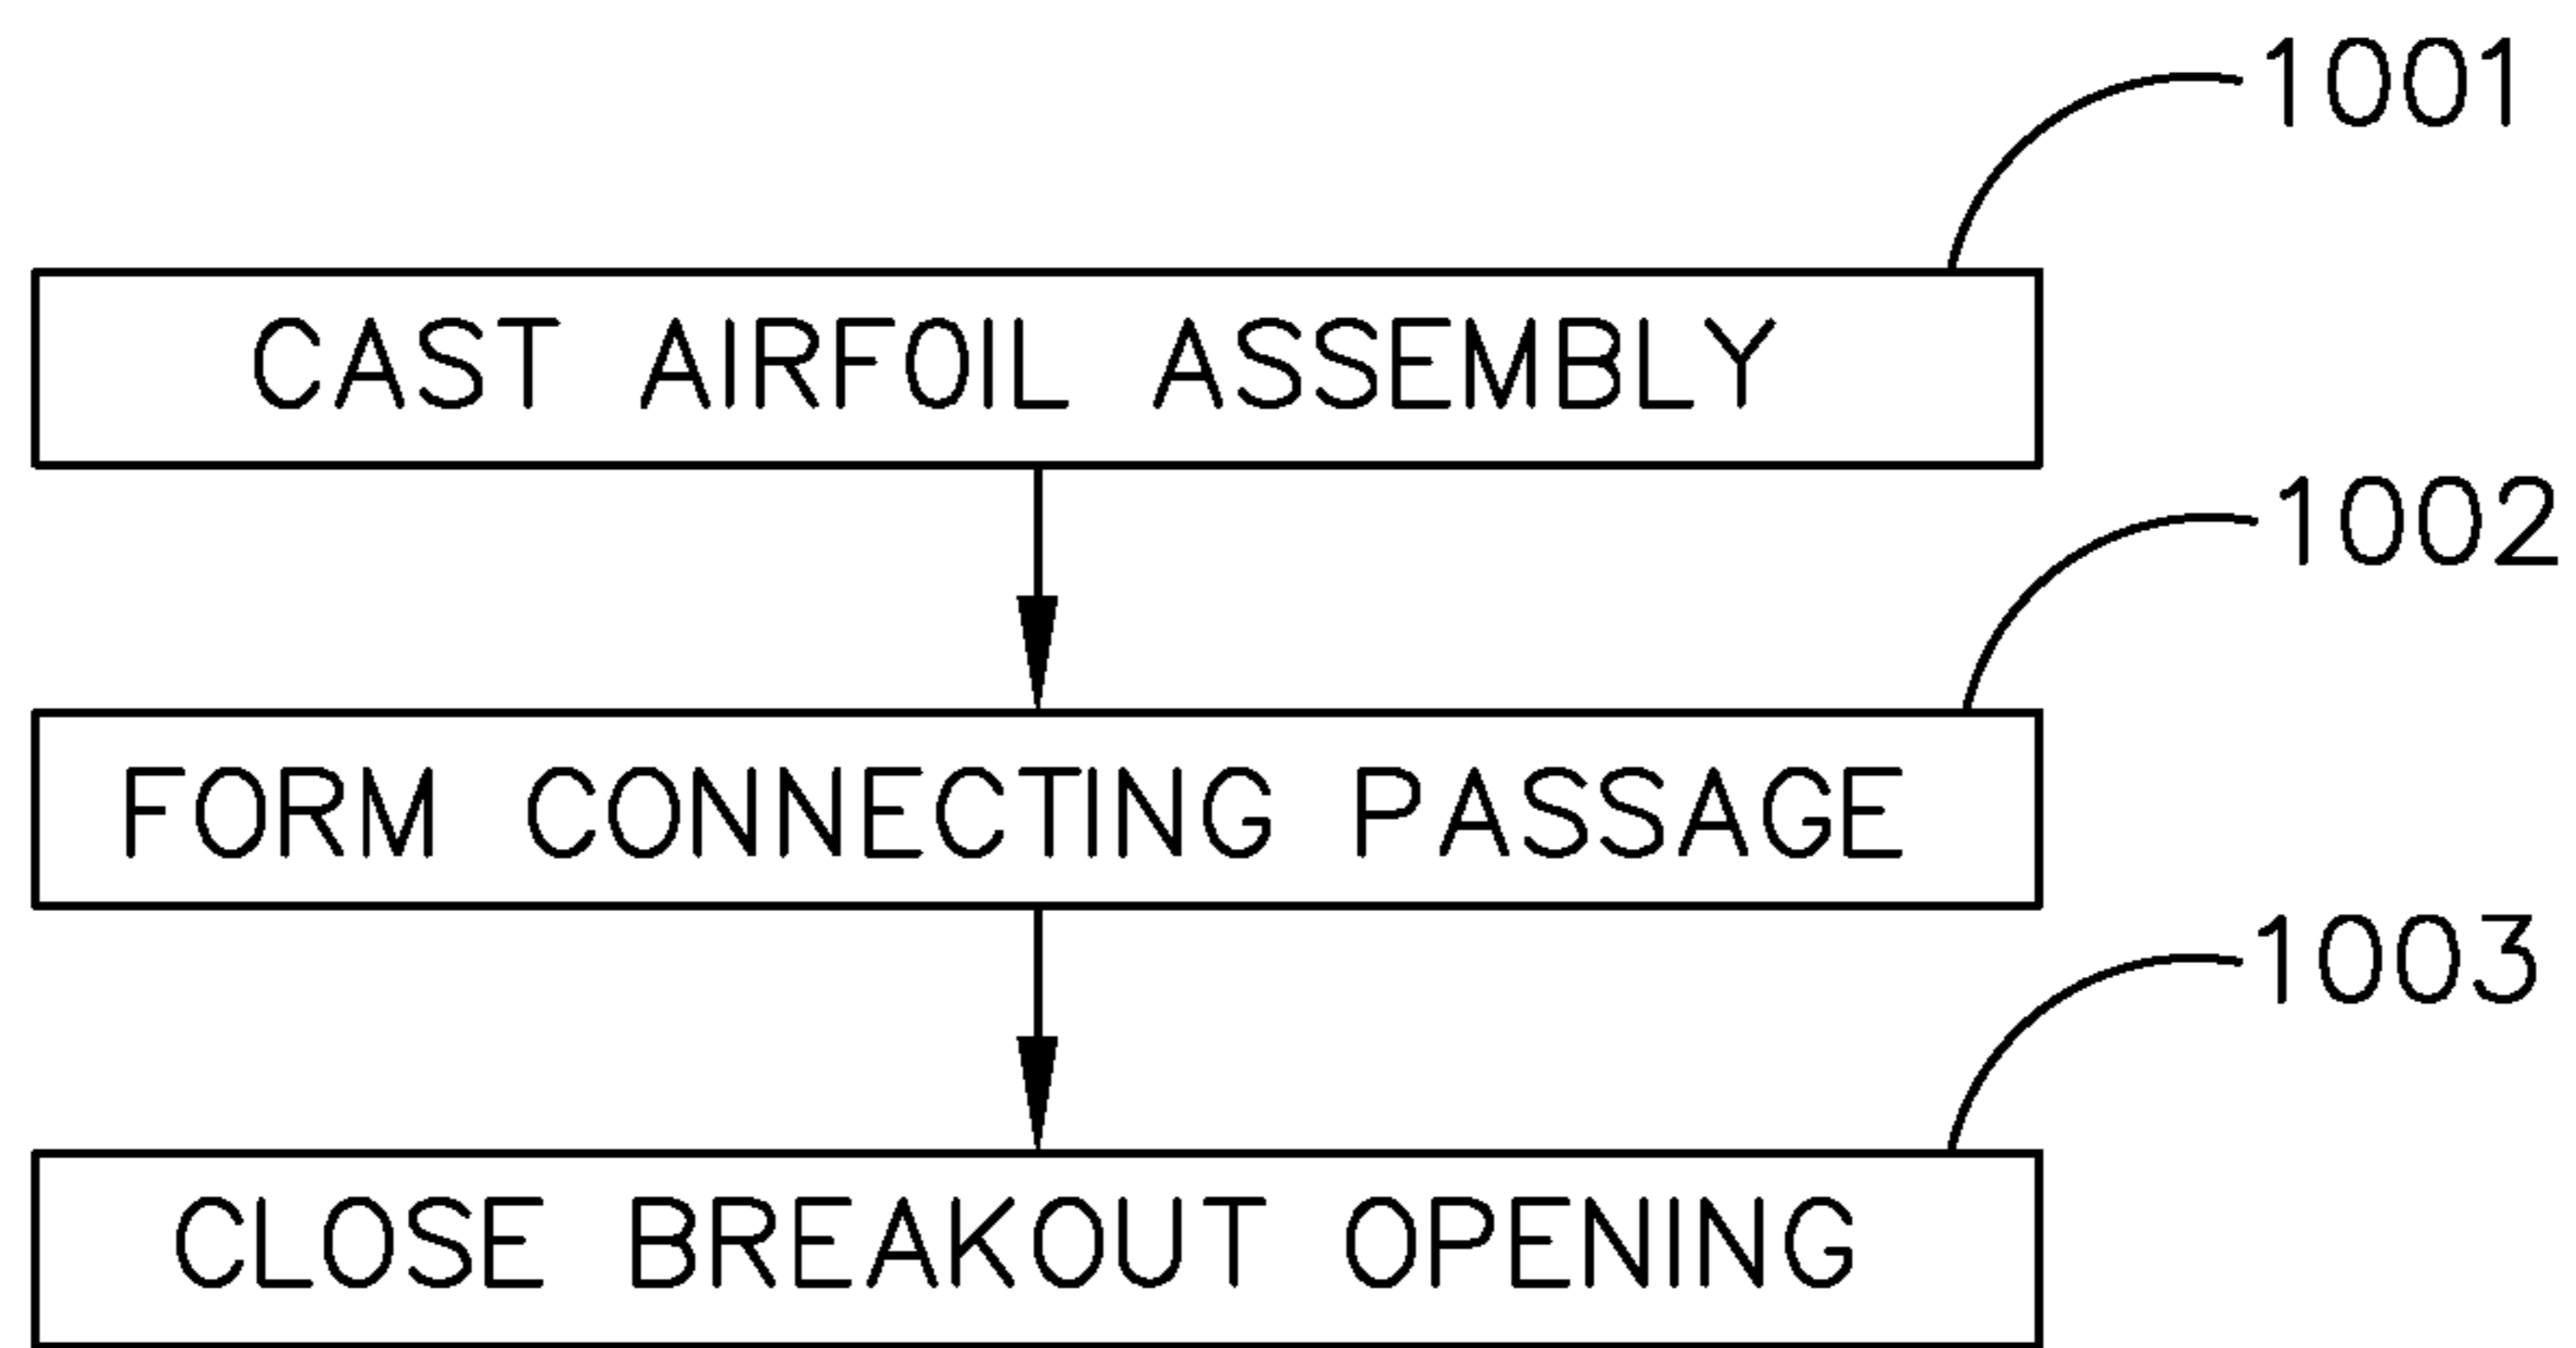 1001
CAST AIRFOIL ASSEMBLY
1002
FORM CONNECTING PASSAGE
1003
CLOSE BREAKOUT OPENING